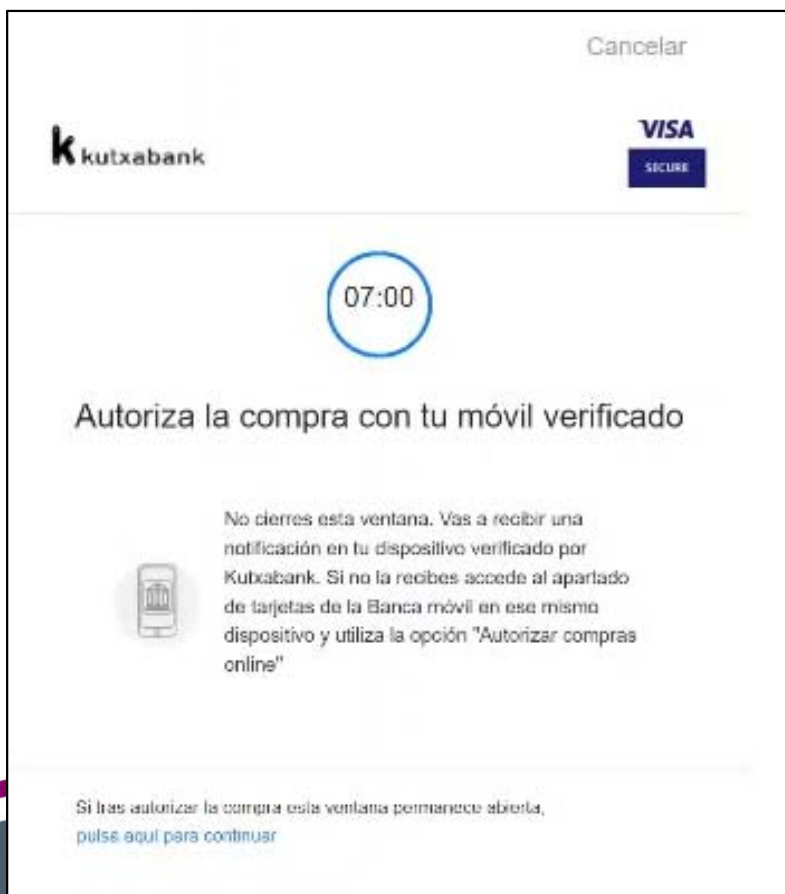 Cancelar
kutxabank
VISA
SECURE
07:00
Autoriza la compra con tu móvil verificado
No cierres esta ventana. Vas a recibir una
notificación en tu dispositivo verificado por
Kutxabank. Si no la recibes accede al apartado
de tarjetas de la Banca móvil en ese mismo
dispositivo y utiliza la opción "Autorizar compras
online"
Si tras autorizar la compra esta ventana permanece abierta,
pulsa aquí para continuar